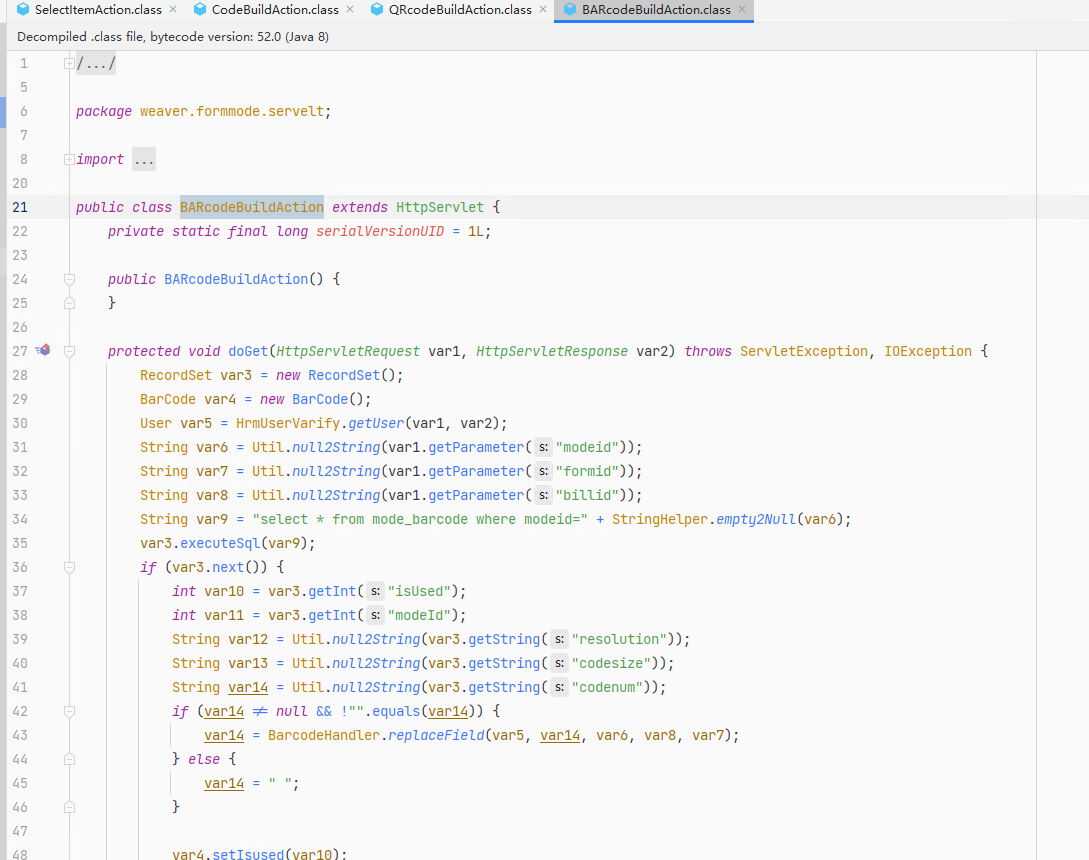 SelectItemAction.class × CodeBuildAction.class × QRcodeBuildAction.class × BARcodeBuildAction.class ×
Decompiled .class file, bytecode version: 52.0 (Java 8)
1 /.../
5
6 package weaver.formmode.servelt;
7
8 import ...
20
21 public class BARcodeBuildAction extends HttpServlet {
22 private static final long serialVersionUID = 1L;
23
24 public BARcodeBuildAction() {
25 }
26
27 protected void doGet(HttpServletRequest var1, HttpServletResponse var2) throws ServletException, IOException {
28 RecordSet var3 = new RecordSet();
29 BarCode var4 = new BarCode();
30 User var5 = HrmUserVarify.getUser(var1, var2);
31 String var6 = Util.null2String(var1.getParameter( s: "modeid"));
32 String var7 = Util.null2String(var1.getParameter( s: "formid"));
33 String var8 = Util.null2String(var1.getParameter( s: "billid"));
34 String var9 = "select * from mode_barcode where modeid=" + StringHelper.empty2Null(var6);
35 var3.executeSql(var9);
36 if (var3.next()) {
37 int var10 = var3.getInt( s: "isUsed");
38 int var11 = var3.getInt( s: "modeId");
39 String var12 = Util.null2String(var3.getString( s: "resolution"));
40 String var13 = Util.null2String(var3.getString( s: "codesize"));
41 String var14 = Util.null2String(var3.getString( s: "codenum"));
42 if (var14 ≠ null && !"".equals(var14)) {
43 var14 = BarcodeHandler.replaceField(var5, var14, var6, var8, var7);
44 } else {
45 var14 = " ";
46 }
47
48 var4.setIsused(var10);